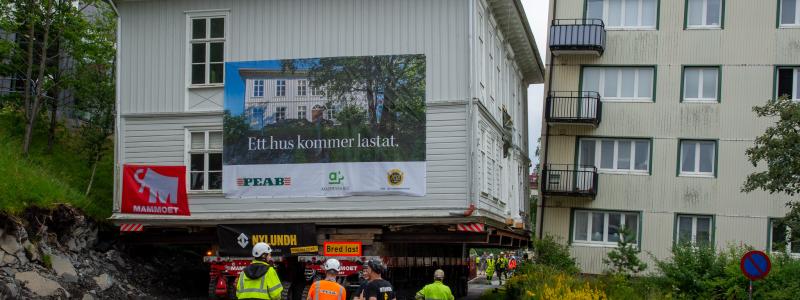 Ett hus kommer lastat.
PEAB
MAMMOET
NYLUNDH
Bred last